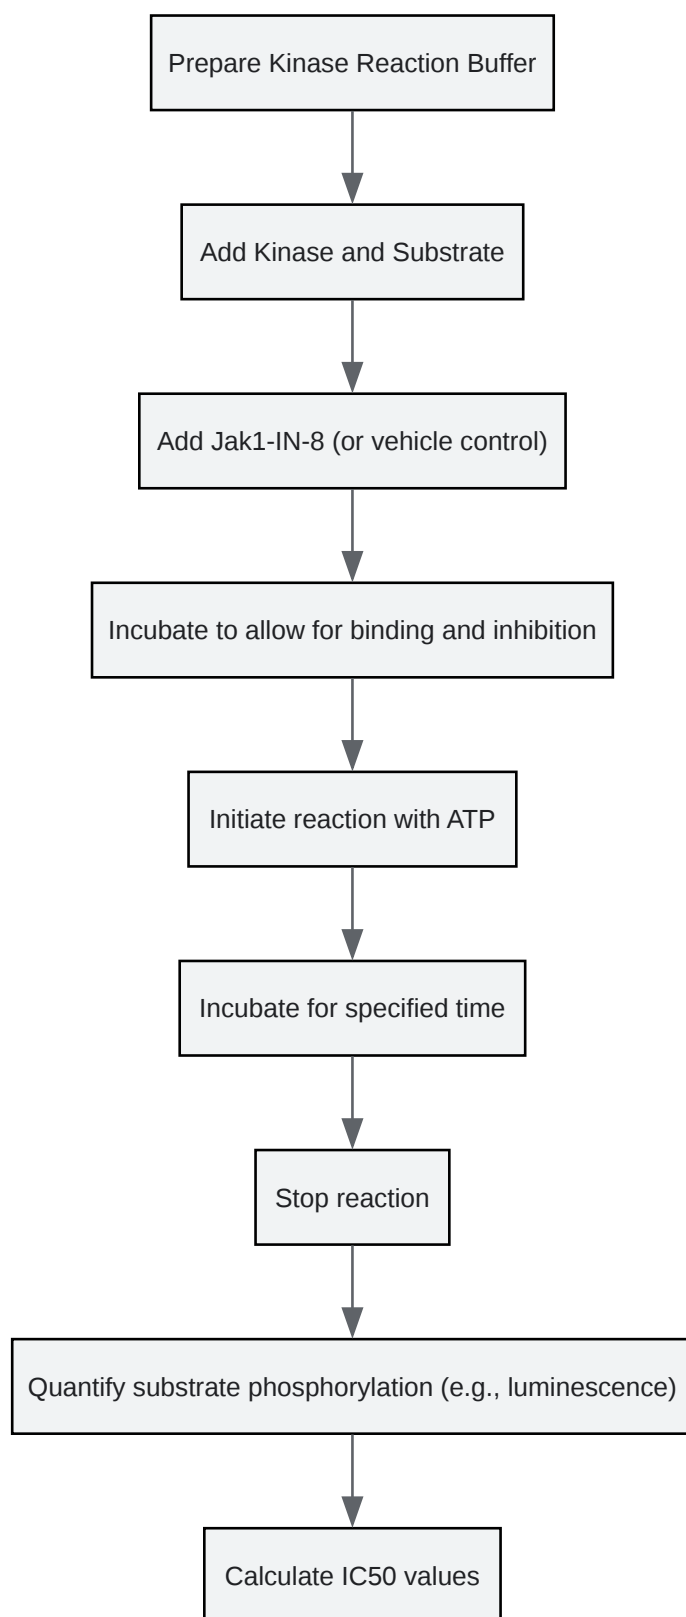 Prepare Kinase Reaction Buffer
Add Kinase and Substrate
Add Jak1-IN-8 (or vehicle control)
Incubate to allow for binding and inhibition
Initiate reaction with ATP
Incubate for specified time
Stop reaction
Quantify substrate phosphorylation (e.g., luminescence)
Calculate IC50 values